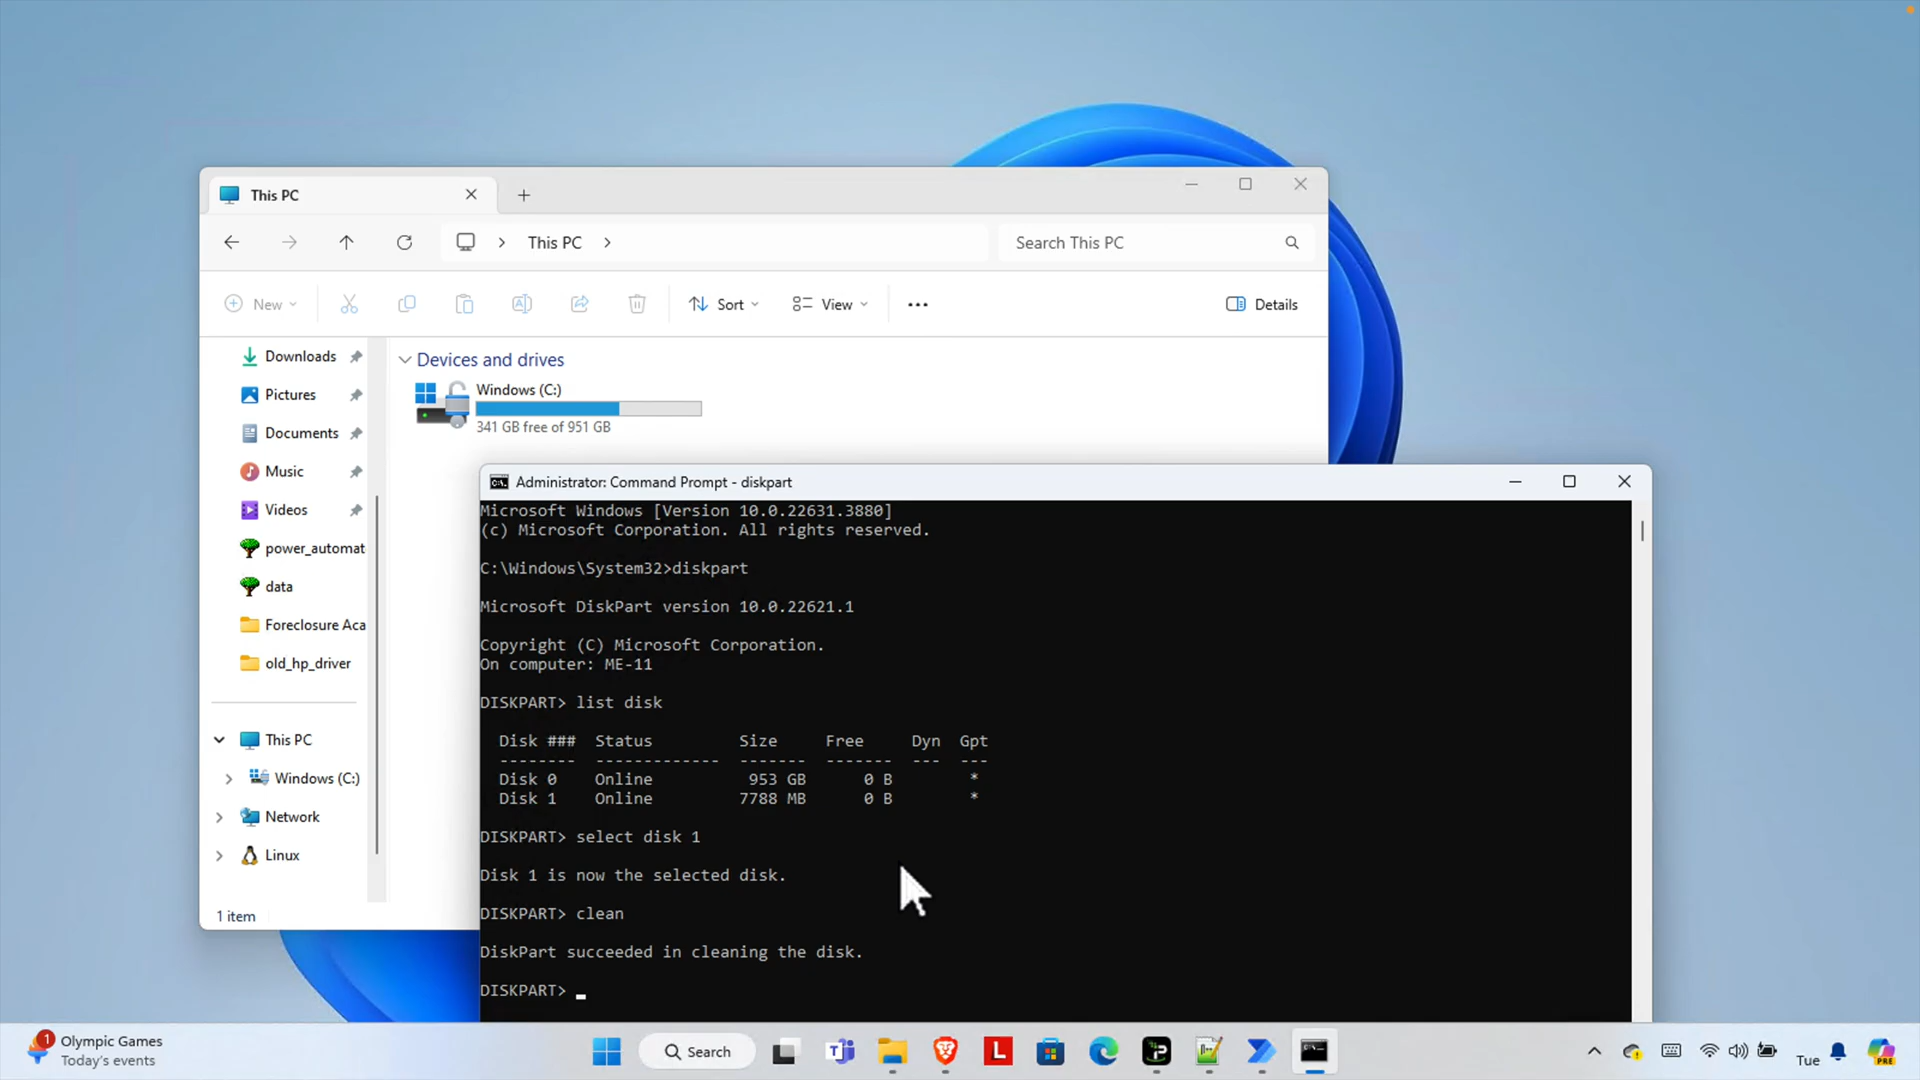 This PC
This PC
Search This PC
New
Sort
View
Details
Downloads
Pictures
Documents
Music
Videos
power_automat
data
Foreclosure Aca
old_hp_driver
This PC
Windows (C:)
Network
Linux
1 item
Devices and drives
Windows (C:)
341 GB free of 951 GB
Administrator: Command Prompt - diskpart
Microsoft Windows [Version 10.0.22631.3880]
(c) Microsoft Corporation. All rights reserved.
C:\Windows\System32>diskpart
Microsoft DiskPart version 10.0.22621.1
Copyright (C) Microsoft Corporation.
On computer: ME-11
DISKPART> list disk
Disk ###  Status         Size     Free     Dyn  Gpt
--------  -------------  -------  -------  ---  ---
Disk 0    Online          953 GB      0 B        *
Disk 1    Online         7788 MB      0 B        *
DISKPART> select disk 1
Disk 1 is now the selected disk.
DISKPART> clean
DiskPart succeeded in cleaning the disk.
DISKPART> _
1
Olympic Games
Today's events
Search
L
Tue
PRE